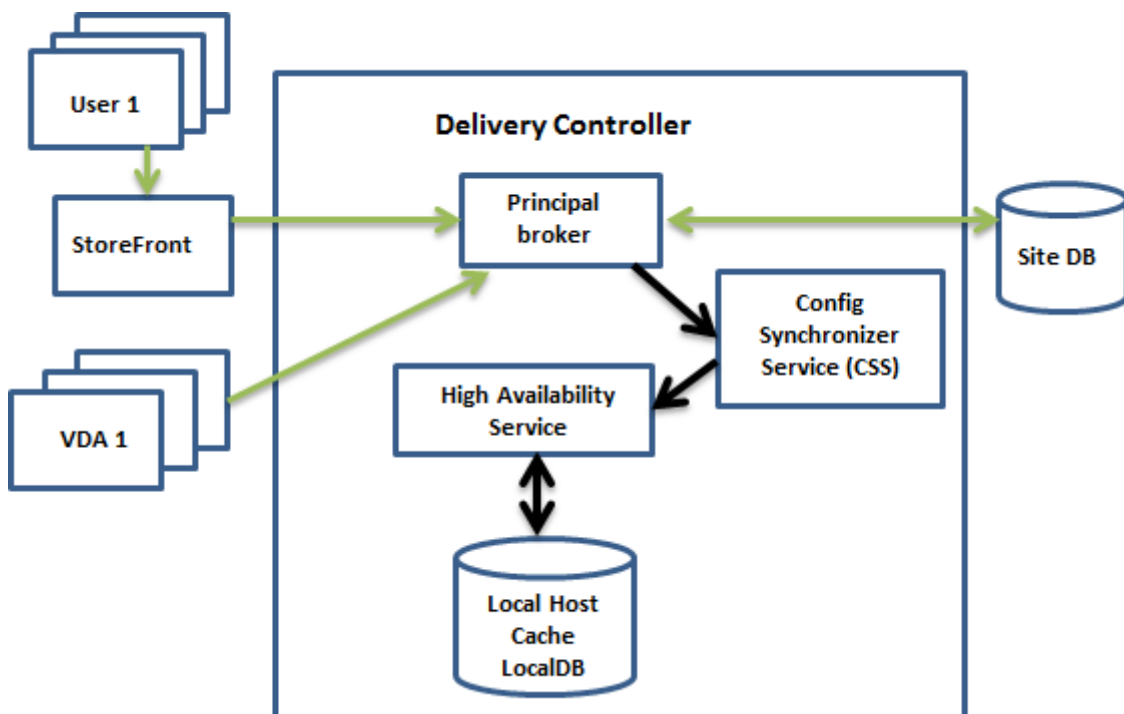 User 1
Delivery Controller
StoreFront
Principal
broker
Site DB
Config
Synchronizer
Service (CSS)
High Availability
Service
VDA 1
Local Host
Cache
LocalDB